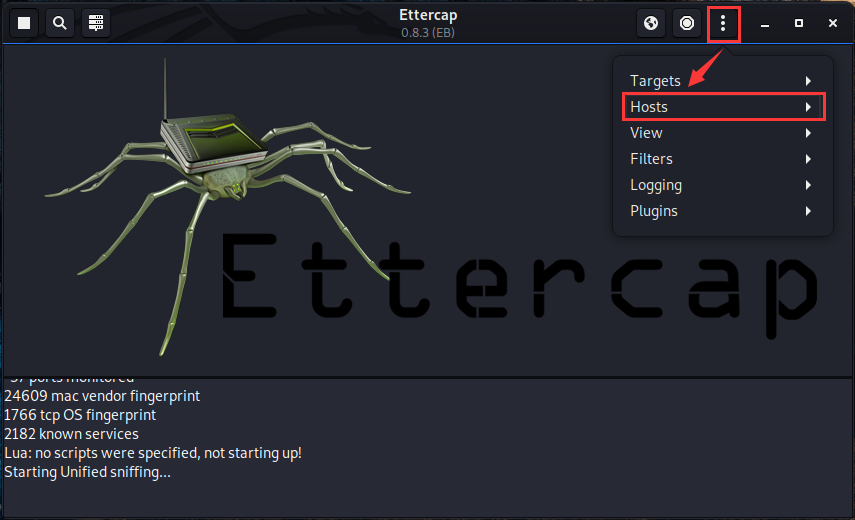 Ettercap
0.8.3 (EB)
Targets
Hosts
View
Filters
Logging
Plugins
Ettercap
57 ports monitored
24609 mac vendor fingerprint
1766 tcp OS fingerprint
2182 known services
Lua: no scripts were specified, not starting up!
Starting Unified sniffing...